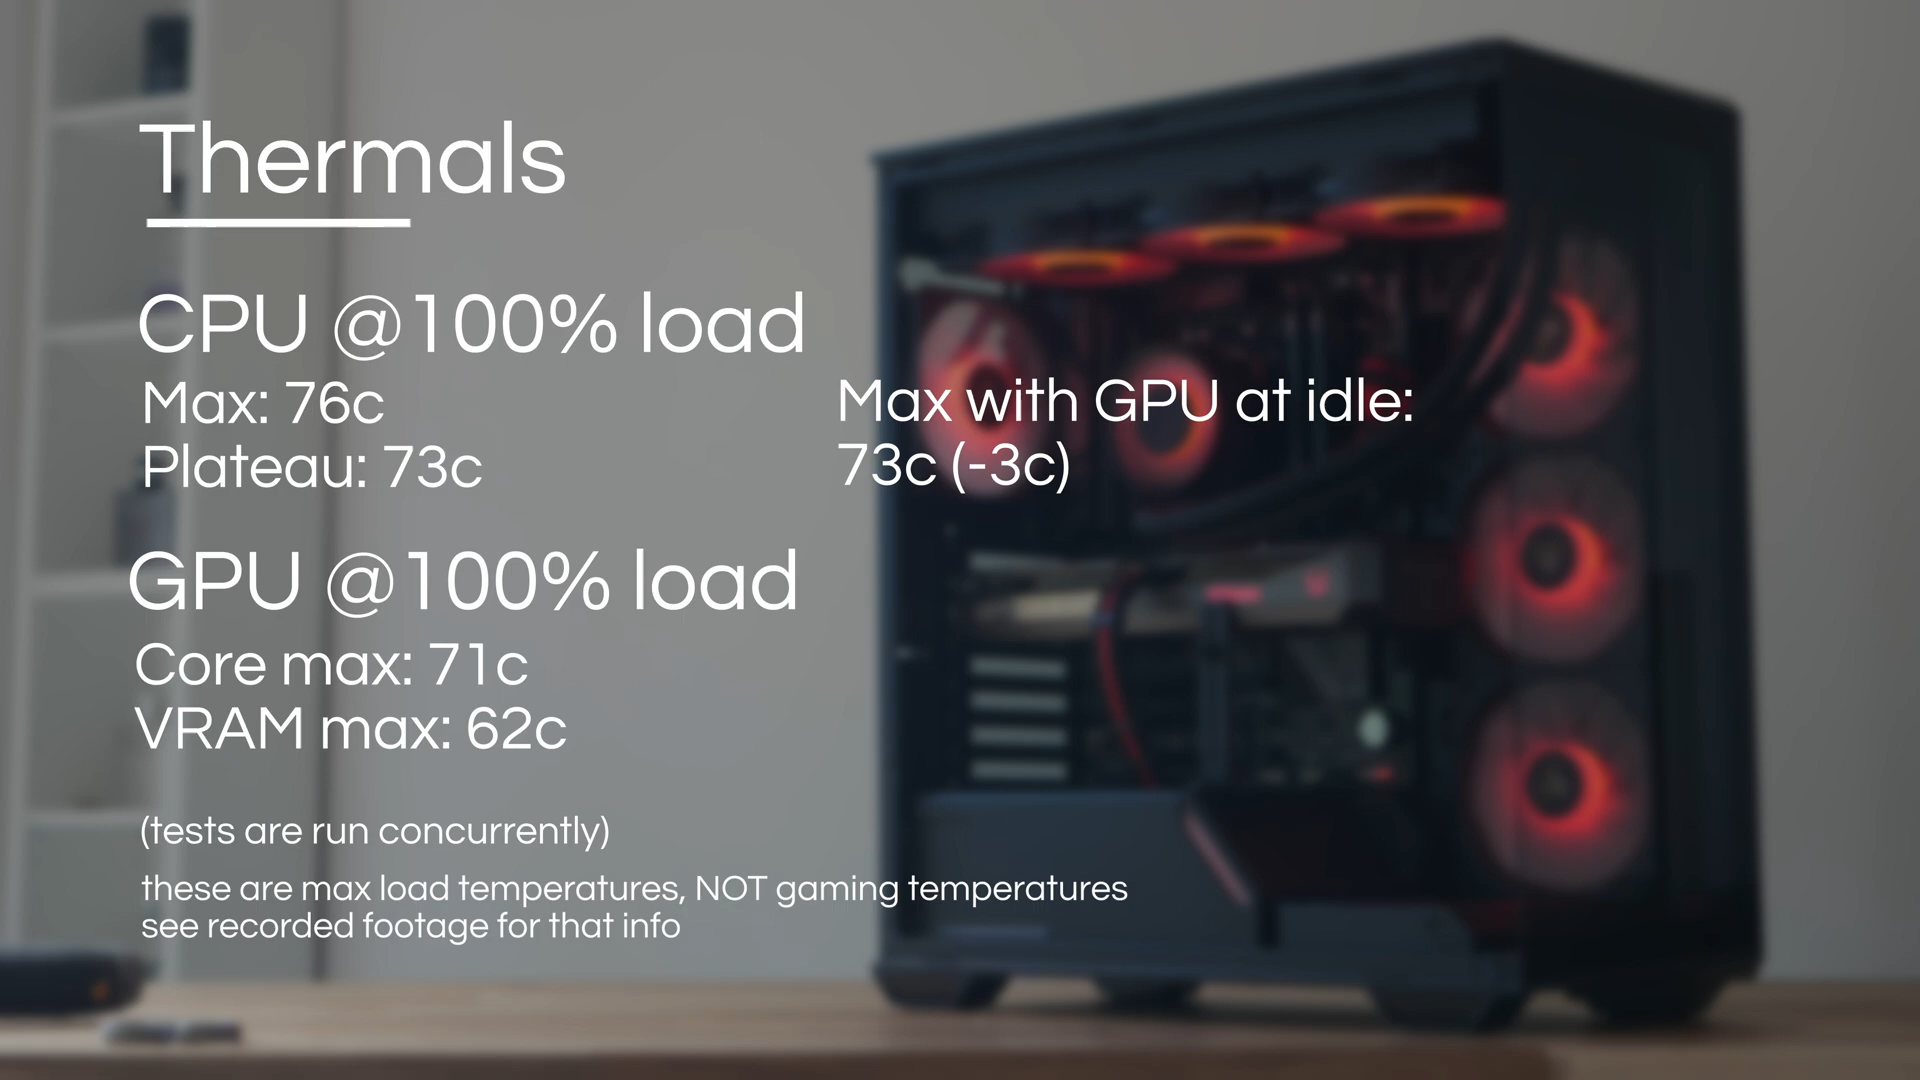 Thermals
CPU @100% load
Max: 76c
Plateau: 73c
Max with GPU at idle:
73c (-3c)
GPU @100% load
Core max: 71c
VRAM max: 62c
(tests are run concurrently)
these are max load temperatures, NOT gaming temperatures
see recorded footage for that info